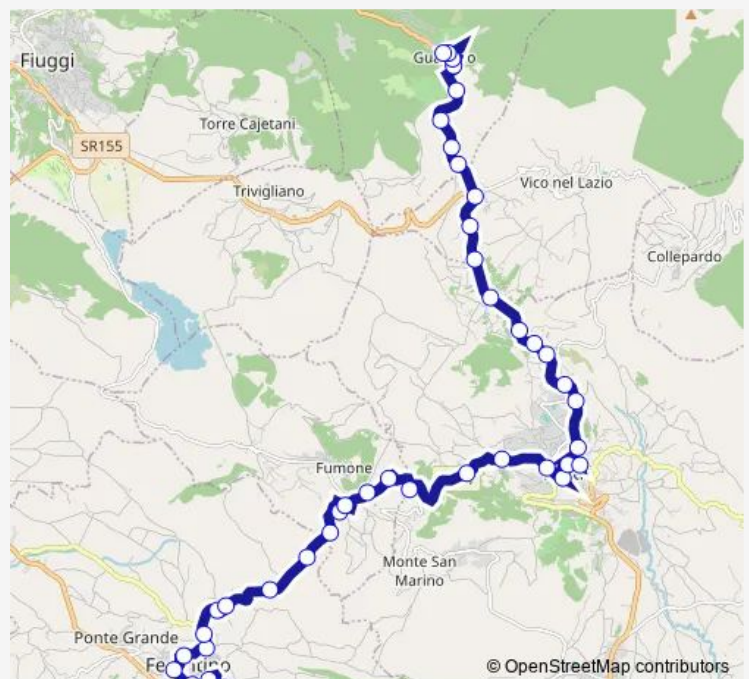 Fiuggi
Torre Cajetani
SR155
Trivigliano
Vico nel Lazio
Collepardo
Fumone
Monte San
Marino
Ponte Grande
© OpenStreetMap contributors